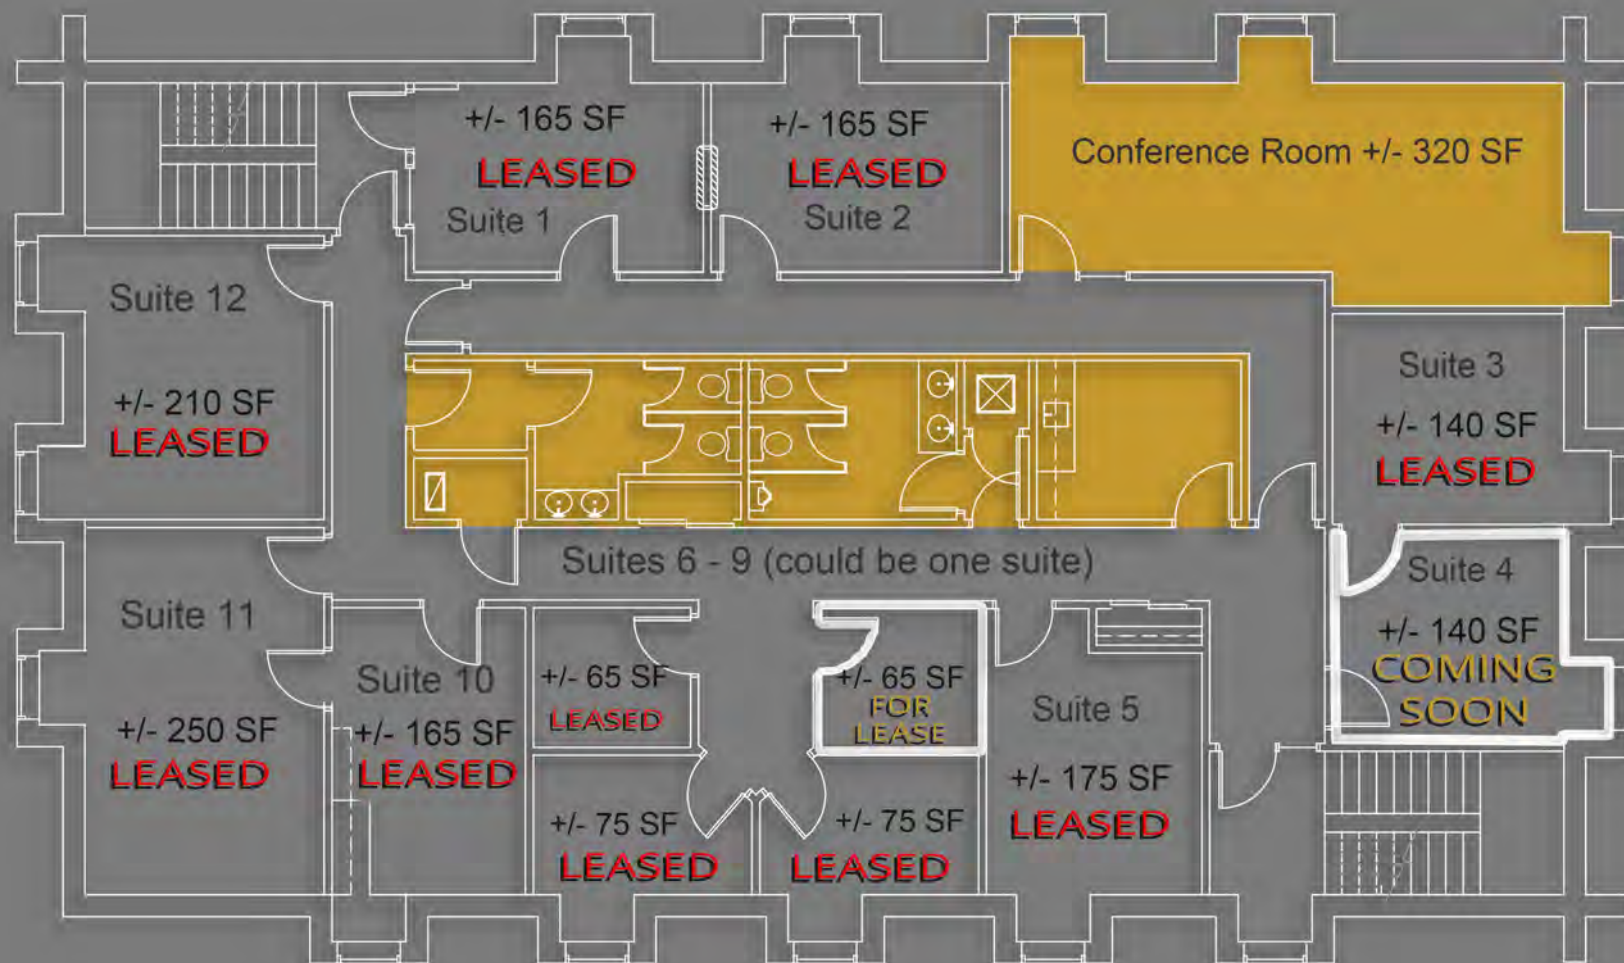 +/- 165 SF
LEASED
Suite 1
+/- 165 SF
LEASED
Suite 2
Conference Room +/- 320 SF
Suite 12
+/- 210 SF
LEASED
Suite 3
+/- 140 SF
LEASED
Suites 6 - 9 (could be one suite)
Suite 4
+/- 140 SF
COMING
SOON
Suite 11
+/- 250 SF
LEASED
Suite 10
+/- 165 SF
LEASED
+/- 65 SF
LEASED
+/- 65 SF
FOR
LEASE
Suite 5
+/- 175 SF
LEASED
+/- 75 SF
LEASED
+/- 75 SF
LEASED